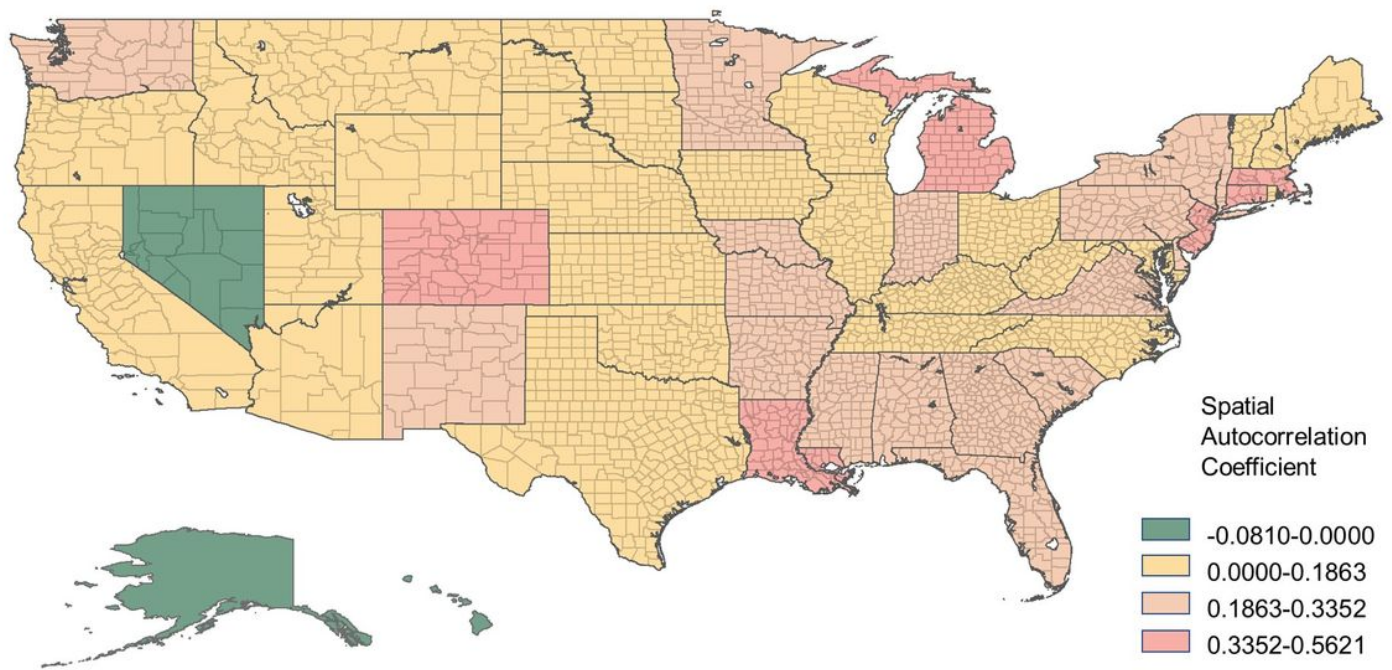 Spatial
Autocorrelation
Coefficient
-0.0810-0.0000
0.0000-0.1863
0.1863-0.3352
0.3352-0.5621